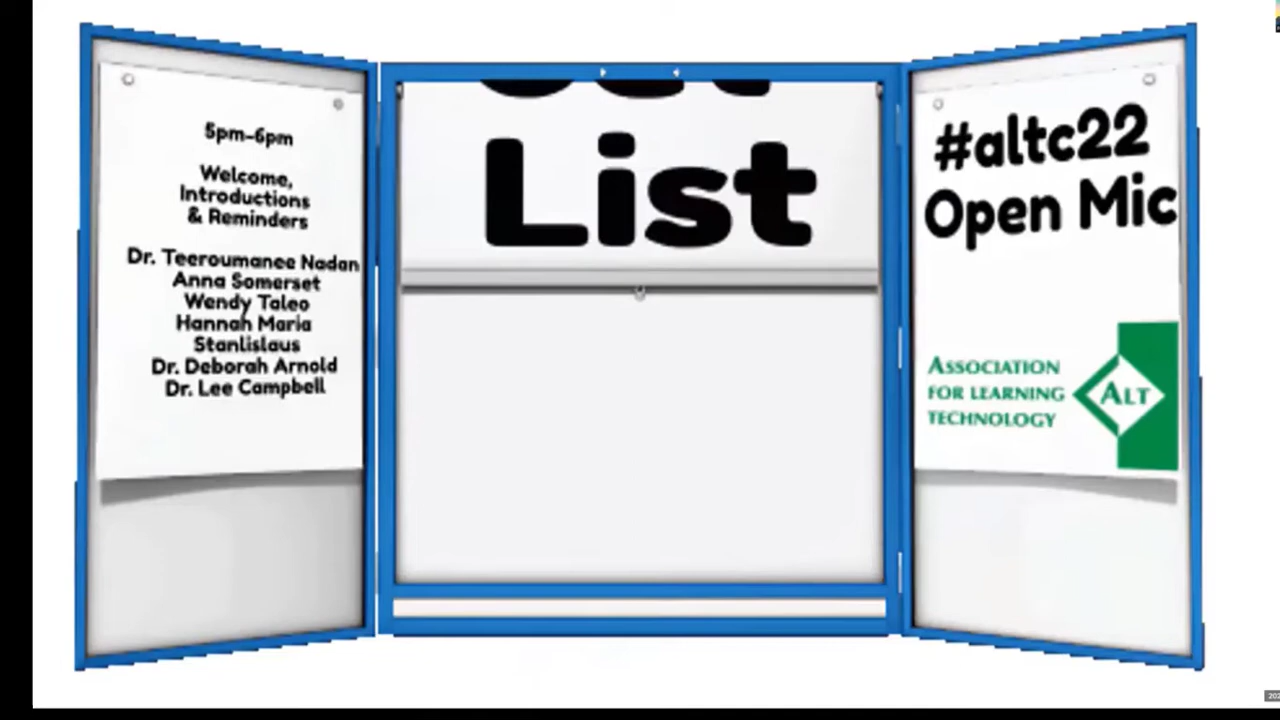 5pm-6pm
Welcome,
Introductions
& Reminders
Dr. Teeroumanee Nadan
Anna Somerset
Wendy Taleo
Hannah Maria
Stanlislaus
Dr. Deborah Arnold
Dr. Lee Campbell
List
#altc22
Open Mic
ASSOCIATION
FOR LEARNING
TECHNOLOGY
ALT